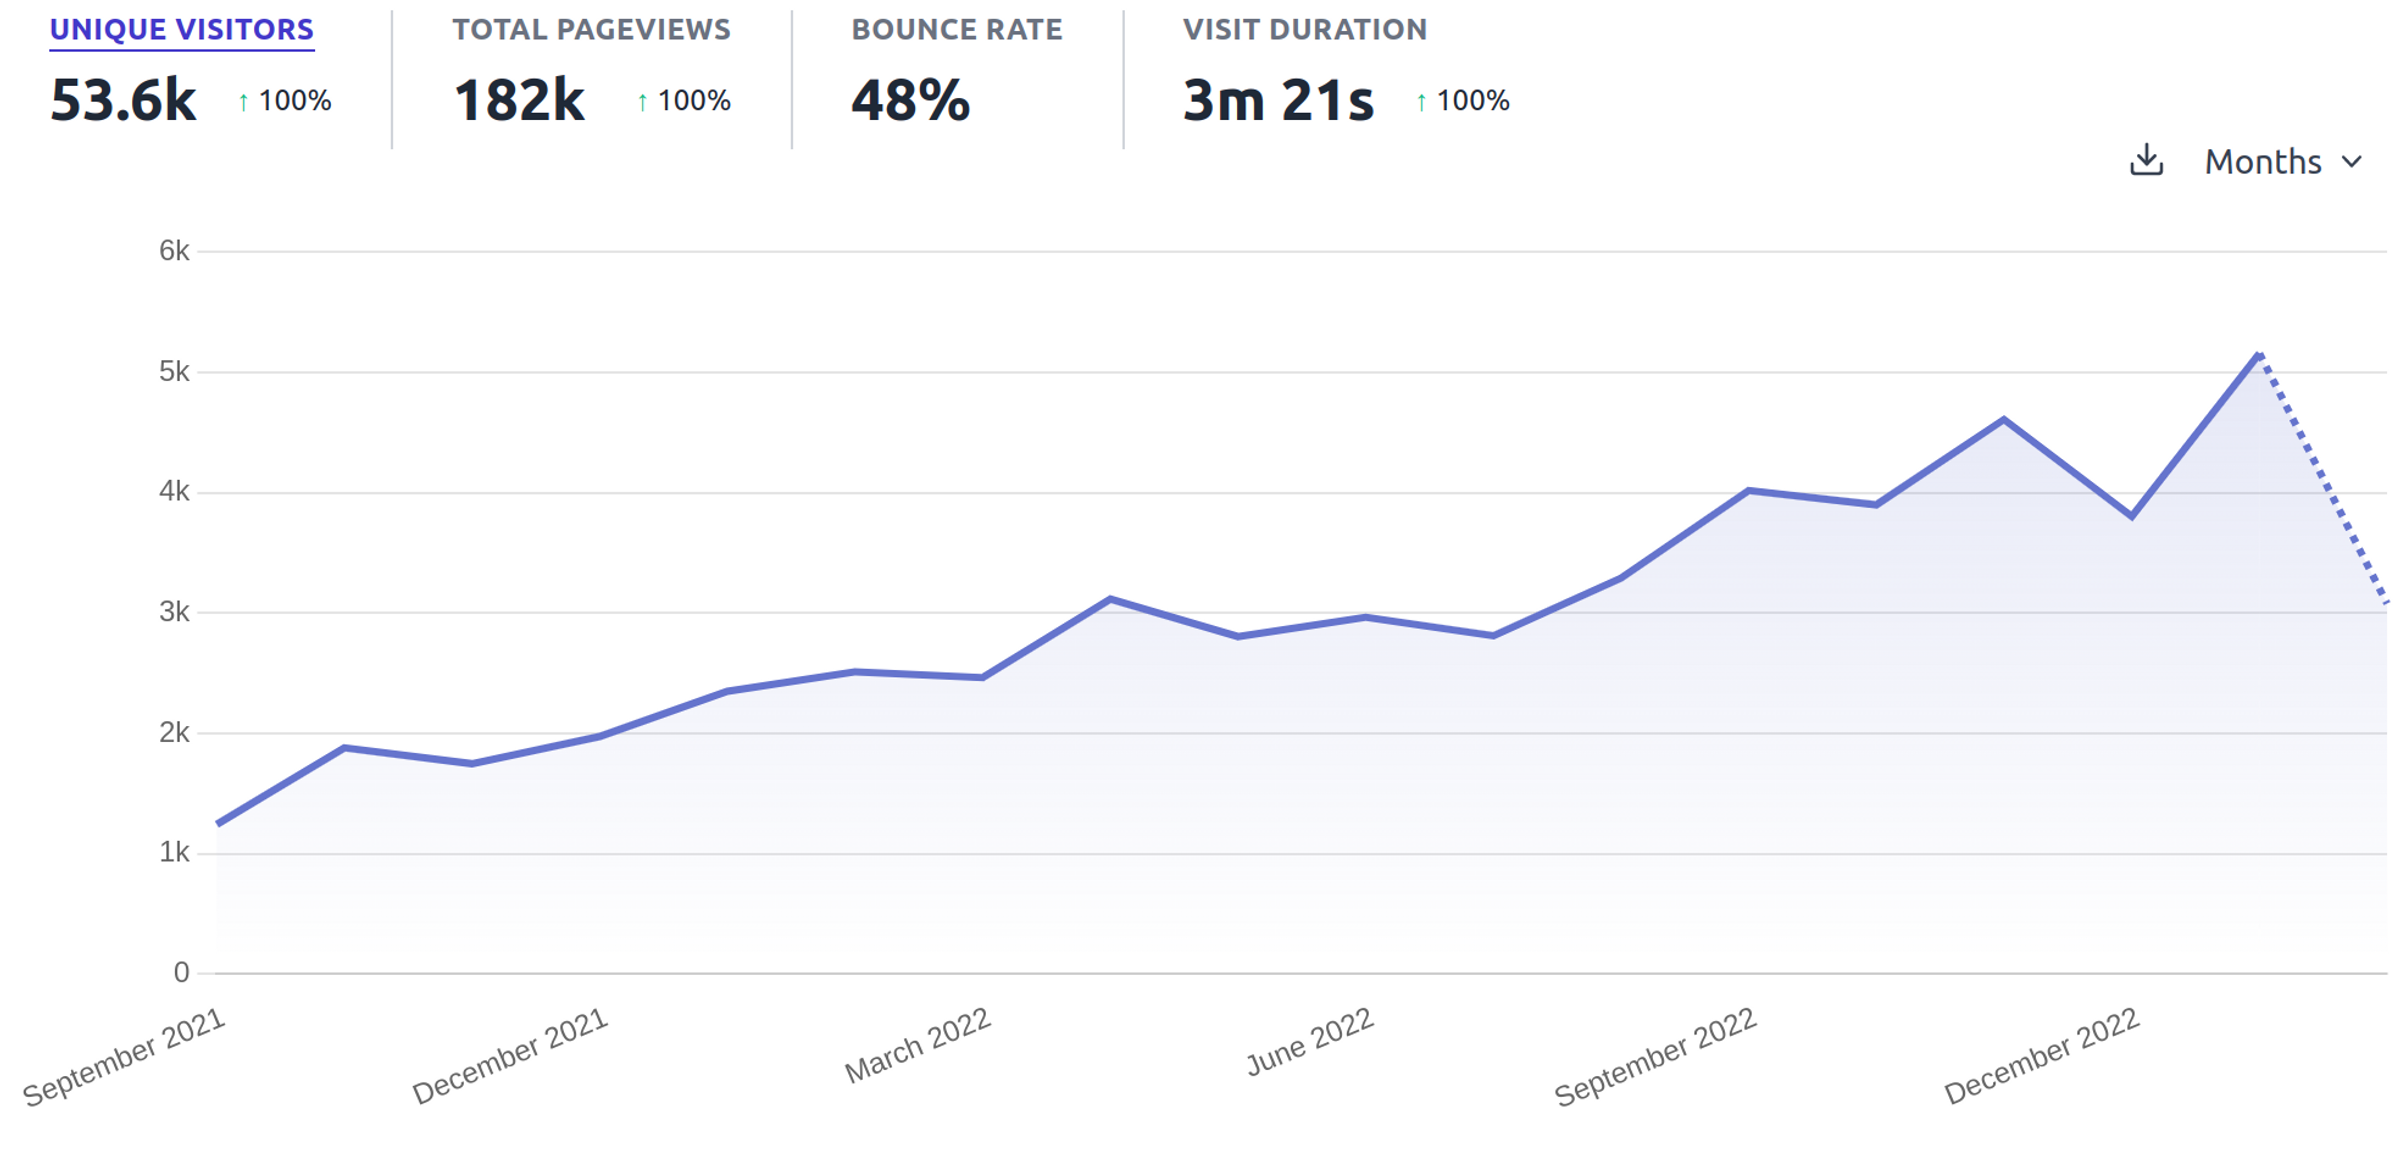 UNIQUE VISITORS
53.6k ↑ 100%
TOTAL PAGEVIEWS
182k ↑ 100%
BOUNCE RATE
48%
VISIT DURATION
3m 21s ↑ 100%
Months
6k
5k
4k
3k
2k
1k
0
September 2021
December 2021
March 2022
June 2022
September 2022
December 2022